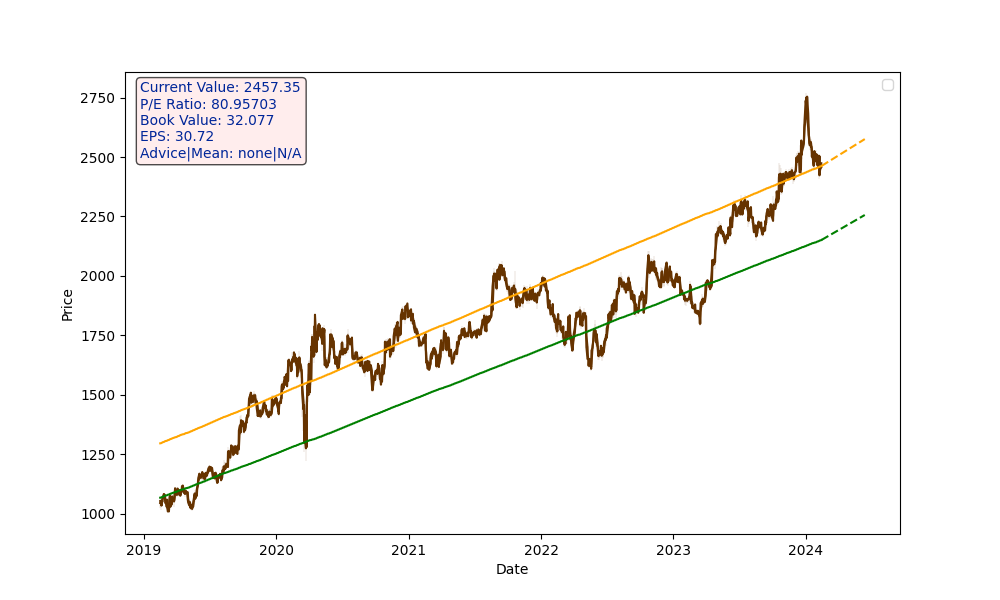 Current Value: 2457.35
P/E Ratio: 80.95703
Book Value: 32.077
EPS: 30.72
Advice|Mean: none|N/A
2750
2500
2250
2000
1750
1500
1250
1000
Price
2019 2020 2021 2022 2023 2024
Date